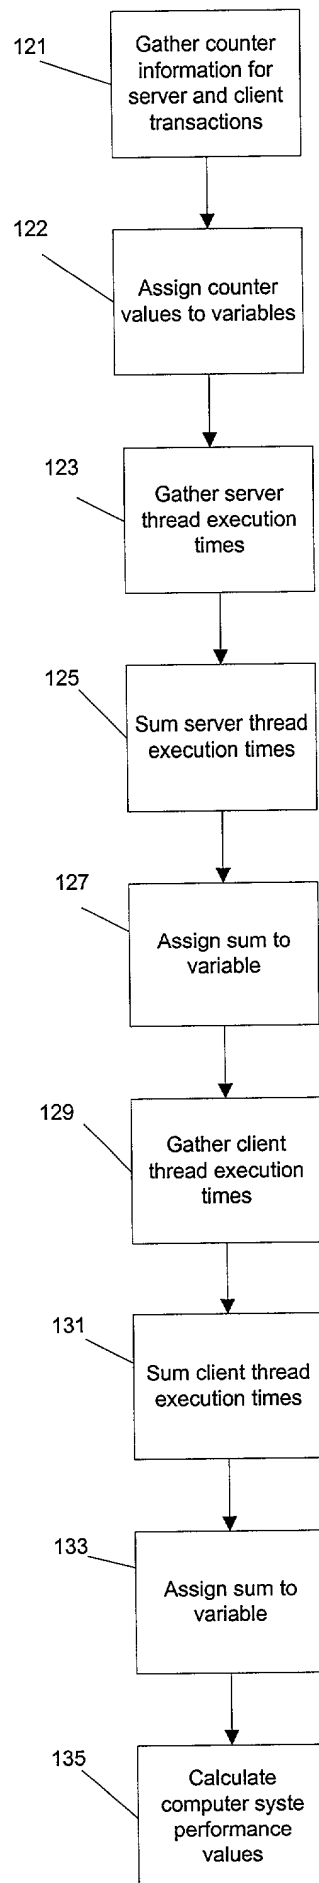 121
Gather counter
information for
server and client
transactions
122
Assign counter
values to variables
123
Gather server
thread execution
times
125
Sum server thread
execution times
127
Assign sum to
variable
129
Gather client
thread execution
times
131
Sum client thread
execution times
133
Assign sum to
variable
135
Calculate
computer syste
performance
values